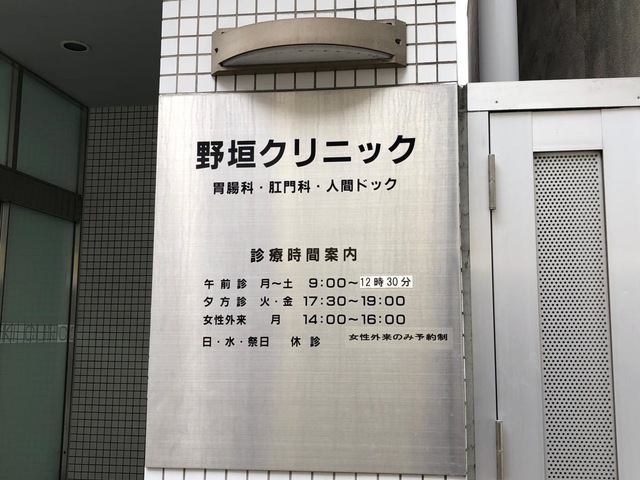 野垣クリニック
胃腸科・肛門科・人間ドック
診療時間案内
午前診 月～土 9:00～12時30分
夕方診 火・金 17:30～19:00
女性外来 月 14:00～16:00
日・水・祭日 休診 女性外来のみ予約制